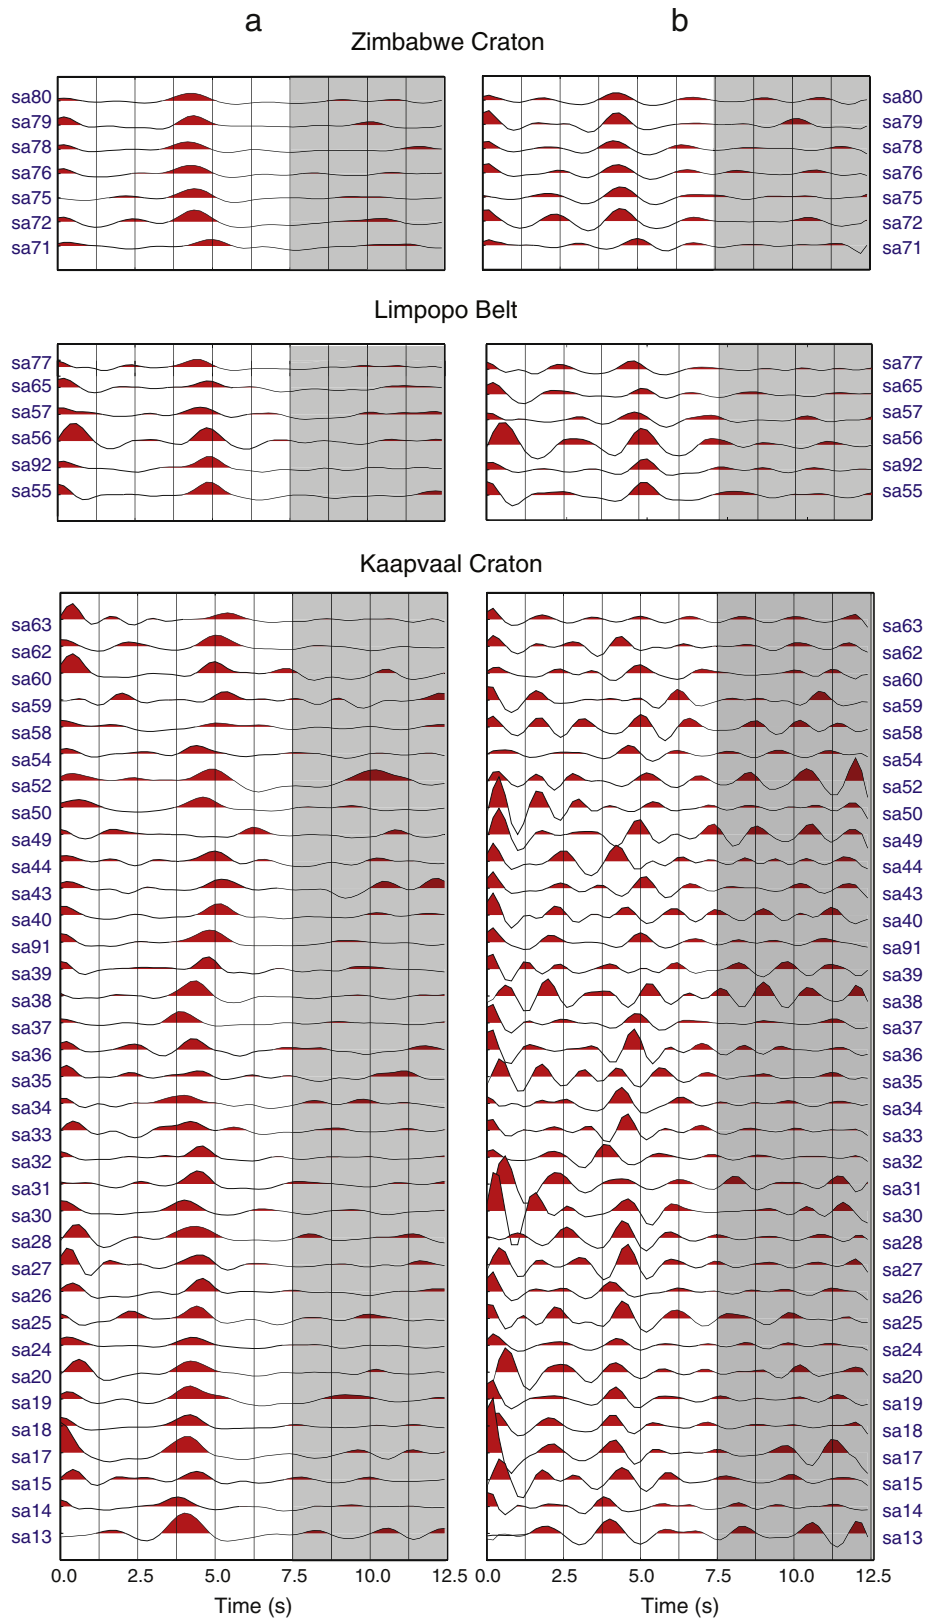 a b
Zimbabwe Craton
sa80 sa80
sa79 sa79
sa78 sa78
sa76 sa76
sa75 sa75
sa72 sa72
sa71 sa71
Limpopo Belt
sa77 sa77
sa65 sa65
sa57 sa57
sa56 sa56
sa92 sa92
sa55 sa55
Kaapvaal Craton
sa63 sa63
sa62 sa62
sa60 sa60
sa59 sa59
sa58 sa58
sa54 sa54
sa52 sa52
sa50 sa50
sa49 sa49
sa44 sa44
sa43 sa43
sa40 sa40
sa91 sa91
sa39 sa39
sa38 sa38
sa37 sa37
sa36 sa36
sa35 sa35
sa34 sa34
sa33 sa33
sa32 sa32
sa31 sa31
sa30 sa30
sa28 sa28
sa27 sa27
sa26 sa26
sa25 sa25
sa24 sa24
sa20 sa20
sa19 sa19
sa18 sa18
sa17 sa17
sa15 sa15
sa14 sa14
sa13 sa13
0.0 2.5 5.0 7.5 10.0 12.5 0.0 2.5 5.0 7.5 10.0 12.5
Time (s) Time (s)